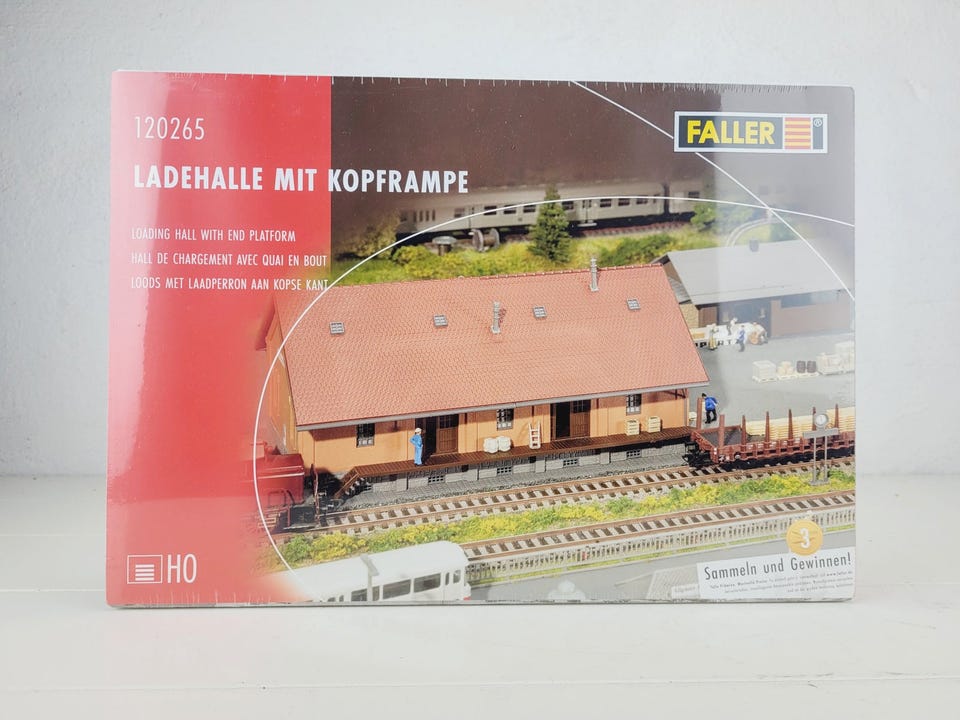 120265
FALLER ®
LADEHALLE MIT KOPFRAMPE
LOADING HALL WITH END PLATFORM
HALL DE CHARGEMENT AVEC QUAI EN BOUT
LOODS MET LAADPERRON AAN KOPSE KANT
HO
3
Sammeln und Gewinnen!